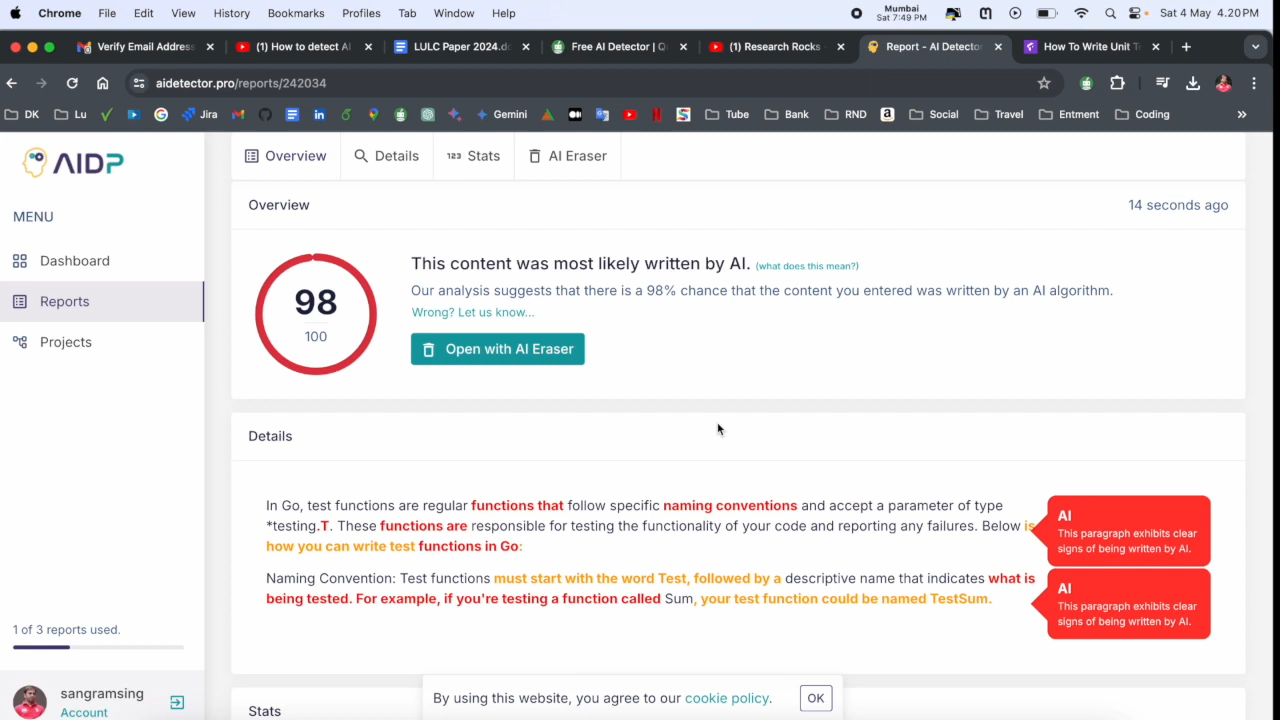 Chrome File Edit View History Bookmarks Profiles Tab Window Help Mumbai Sat 7:49 PM Sat 4 May 4.20 PM
Verify Email Address (1) How to detect AI LULC Paper 2024.do Free AI Detector | Q (1) Research Rocks Report - AI Detector How To Write Unit T
aidetector.pro/reports/242034
DK Lu Jira Gemini Tube Bank RND Social Travel Entment Coding »
AIDP
MENU
Dashboard
Reports
Projects
1 of 3 reports used.
sangramsing
Account
Overview Details 123 Stats AI Eraser
Overview 14 seconds ago
98
100
This content was most likely written by AI. (what does this mean?)
Our analysis suggests that there is a 98% chance that the content you entered was written by an AI algorithm.
Wrong? Let us know...
Open with AI Eraser
Details
In Go, test functions are regular functions that follow specific naming conventions and accept a parameter of type
*testing.T. These functions are responsible for testing the functionality of your code and reporting any failures. Below is
how you can write test functions in Go:
AI
This paragraph exhibits clear
signs of being written by AI.
Naming Convention: Test functions must start with the word Test, followed by a descriptive name that indicates what is
being tested. For example, if you're testing a function called Sum, your test function could be named TestSum.
AI
This paragraph exhibits clear
signs of being written by AI.
Stats
By using this website, you agree to our cookie policy. OK